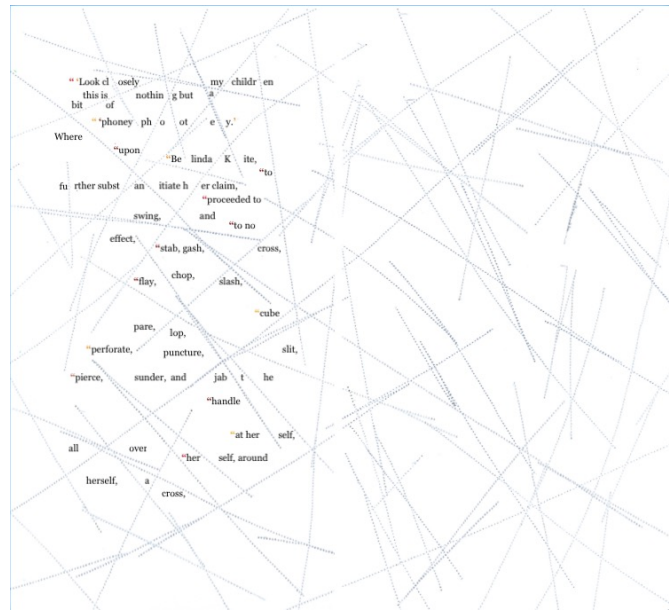 “ ‘Look cl osely my childr en
this is nothin g but a
bit of
“ ‘phoney ph o ot e y.’
Where
“upon
“Be linda K ite,
“to
fu rther subst an itiate h er claim,
“proceeded to
swing, and
“to no
effect,
“stab, gash, cross,
“flay, chop, slash,
“cube
pare, lop,
“perforate, puncture, slit,
“pierce, sunder, and jab t he
“handle
“at her self,
all over
“her self, around
herself, a
cross,